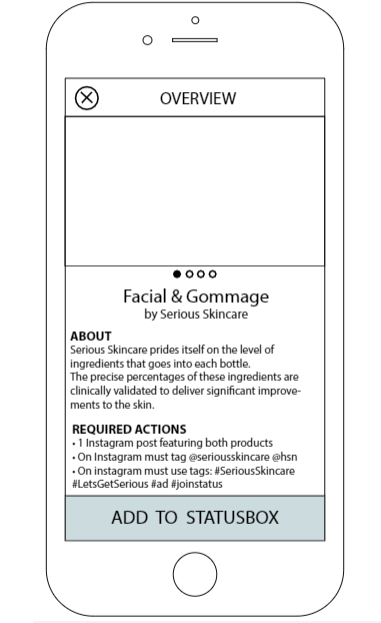 OVERVIEW
Facial & Gommage
by Serious Skincare
ABOUT
Serious Skincare prides itself on the level of
ingredients that goes into each bottle.
The precise percentages of these ingredients are
clinically validated to deliver significant improve-
ments to the skin.
REQUIRED ACTIONS
• 1 Instagram post featuring both products
• On Instagram must tag @seriousskincare @hsn
• On instagram must use tags: #SeriousSkincare
#LetsGetSerious #ad #joinstatus
ADD TO STATUSBOX